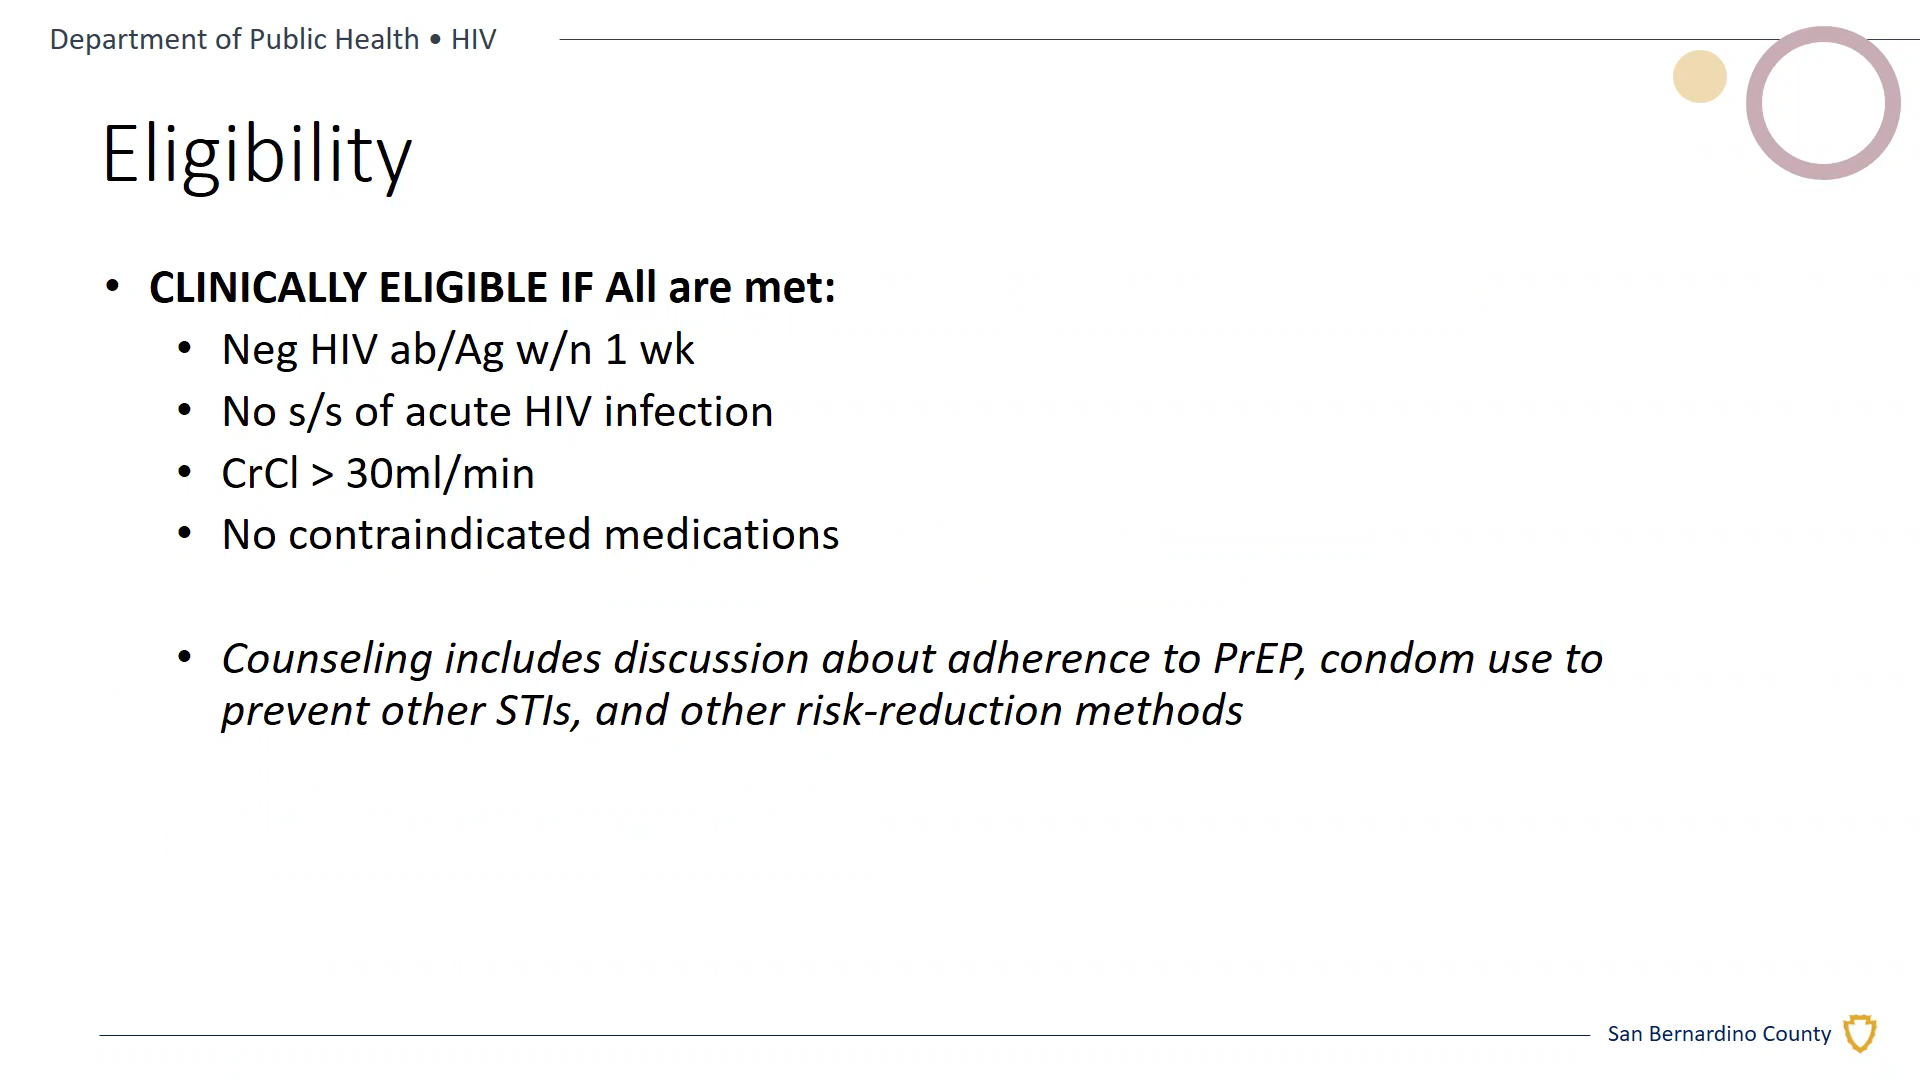 Department of Public Health • HIV
Eligibility
• CLINICALLY ELIGIBLE IF All are met:
• Neg HIV ab/Ag w/n 1 wk
• No s/s of acute HIV infection
• CrCl > 30ml/min
• No contraindicated medications
• Counseling includes discussion about adherence to PrEP, condom use to
prevent other STIs, and other risk-reduction methods
San Bernardino County